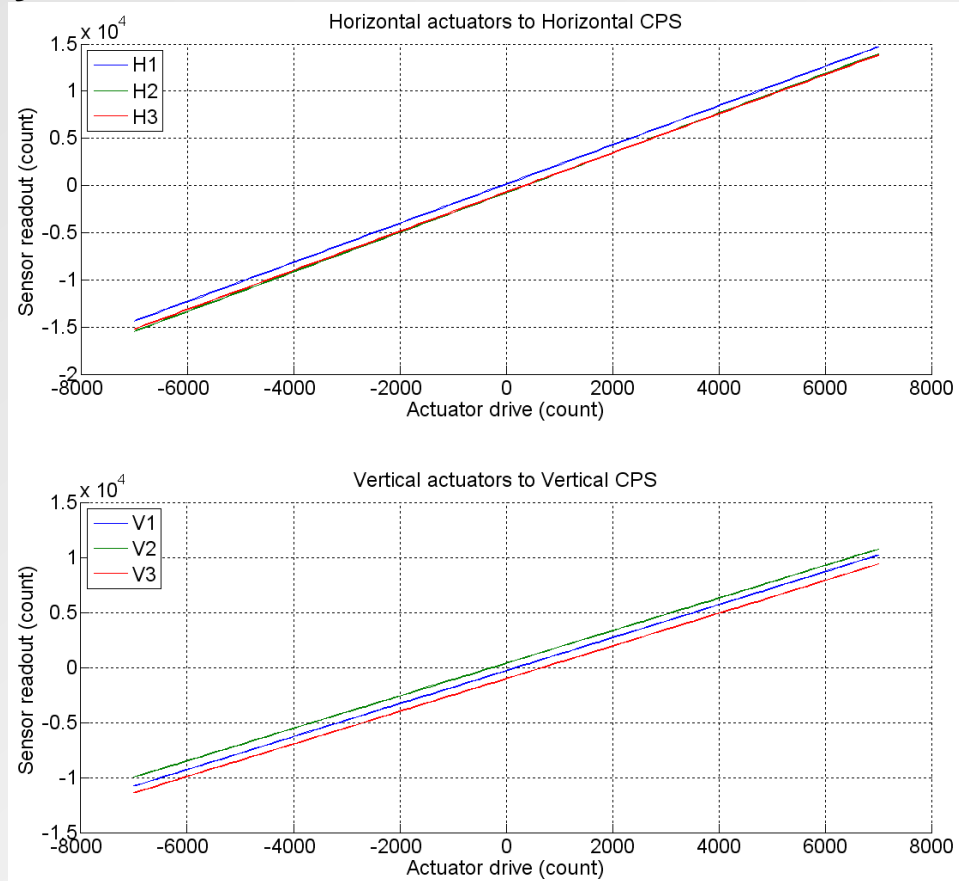 Horizontal actuators to Horizontal CPS
x 10^4
1.5
1
0.5
0
-0.5
-1
-1.5
-2
H1
H2
H3
Sensor readout (count)
-8000 -6000 -4000 -2000 0 2000 4000 6000 8000
Actuator drive (count)
Vertical actuators to Vertical CPS
x 10^4
1.5
1
0.5
0
-0.5
-1
-1.5
V1
V2
V3
Sensor readout (count)
-8000 -6000 -4000 -2000 0 2000 4000 6000 8000
Actuator drive (count)